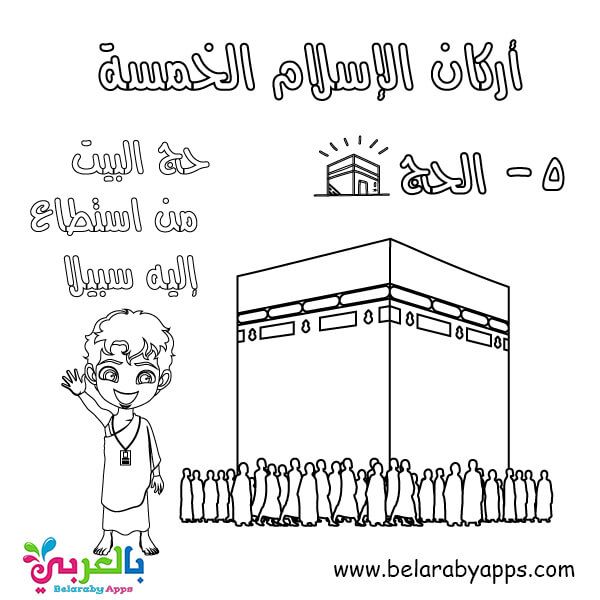 أركان الإسلام الخمسة
٥ - الحج
حج البيت
من استطاع
إليه سبيلا
بالعربي
Belaraby Apps
www.belarabyapps.com